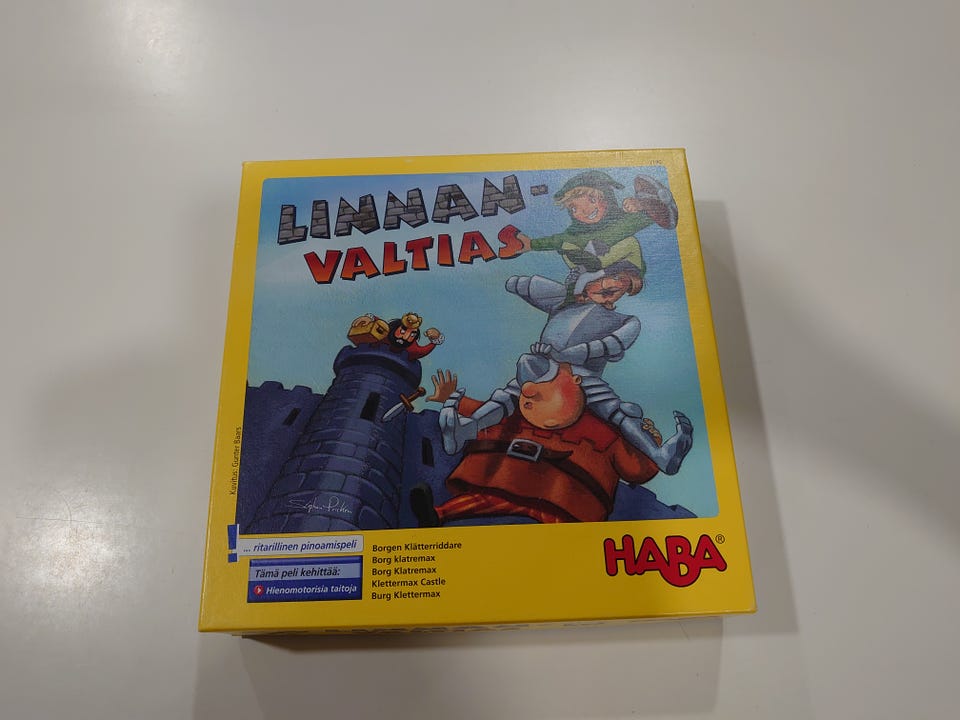 LINNAN-
VALTIAS
Kuvitus: Gunter Baars
... ritarillinen pinoamispeli
Tämä peli kehittää:
Hienomotorisia taitoja
Borgen Klätterriddare
Borg klatremax
Borg Klatremax
Klettermax Castle
Burg Klettermax
HABA®